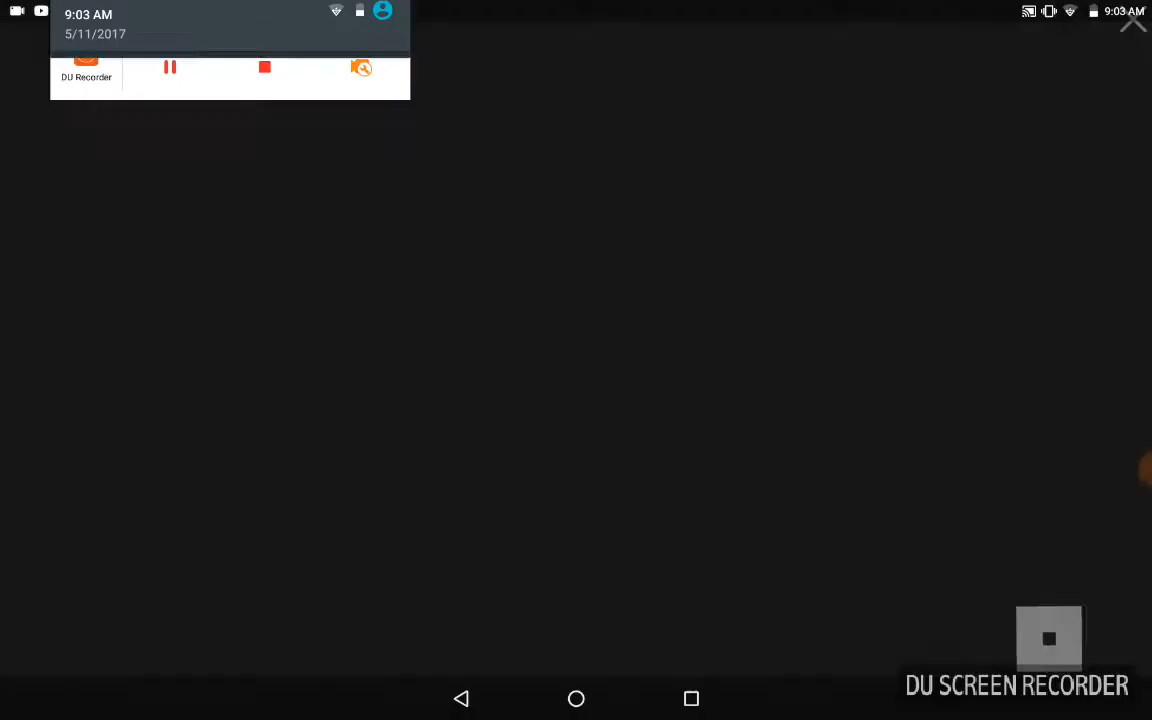 9:03 AM
5/11/2017
9:03 AM
DU Recorder
DU SCREEN RECORDER